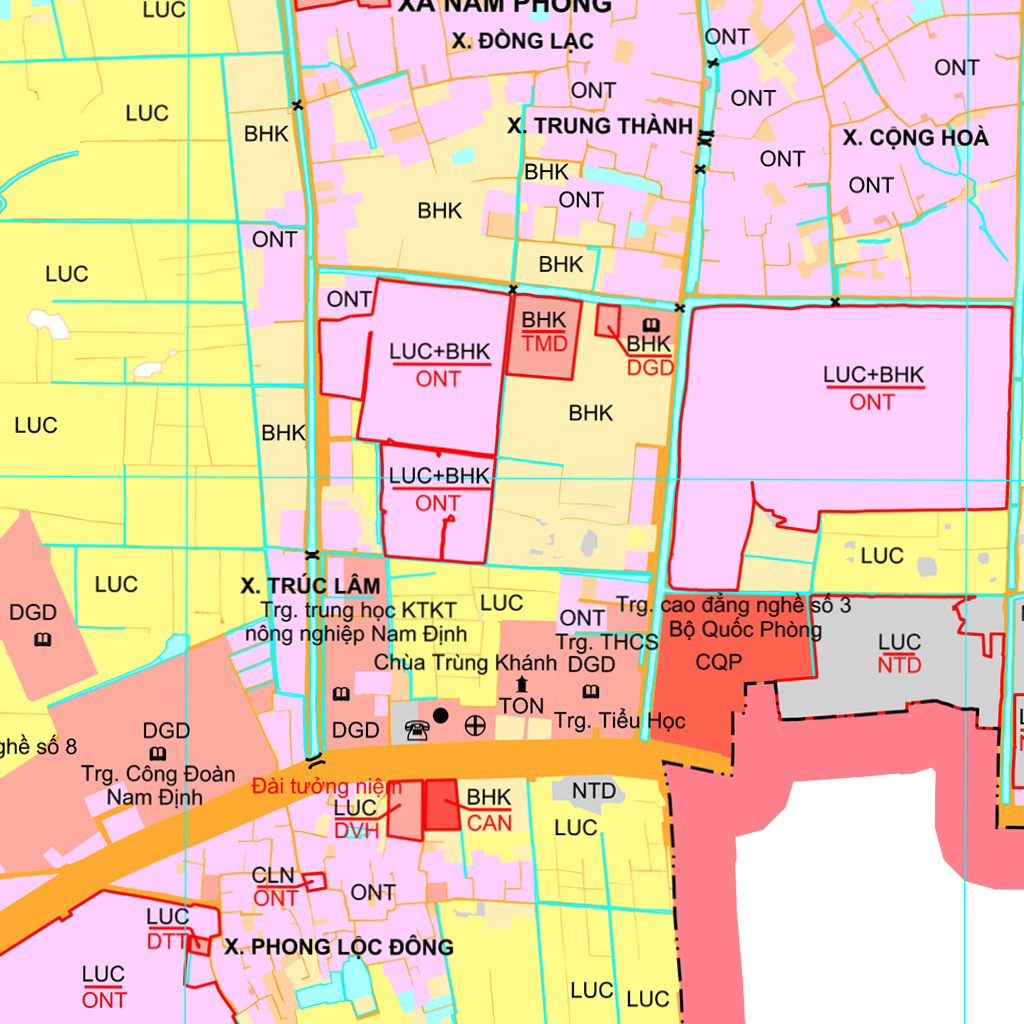 XÃ NAM PHONG
LUC
X. ĐỒNG LẠC
ONT
ONT
ONT
ONT
LUC
BHK
X. TRUNG THÀNH
X. CỘNG HOÀ
ONT
BHK
ONT
ONT
BHK
ONT
BHK
LUC
ONT
BHK
TMD
BHK
DGD
LUC+BHK
ONT
LUC+BHK
ONT
BHK
LUC
BHK
LUC+BHK
ONT
LUC
LUC
X. TRÚC LÂM
Trg. trung học KTKT
nông nghiệp Nam Định
LUC
ONT
Trg. cao đẳng nghề số 3
Bộ Quốc Phòng
DGD
Trg. THCS
LUC
NTD
Chùa Trùng Khánh
DGD
CQP
TON
Trg. Tiểu Học
DGD
DGD
ghề số 8
Trg. Công Đoàn
Nam Định
Đài tưởng niệm
LUC
DVH
BHK
CAN
NTD
LUC
CLN
ONT
ONT
LUC
DTT
X. PHONG LỘC ĐÔNG
LUC
ONT
LUC
LUC